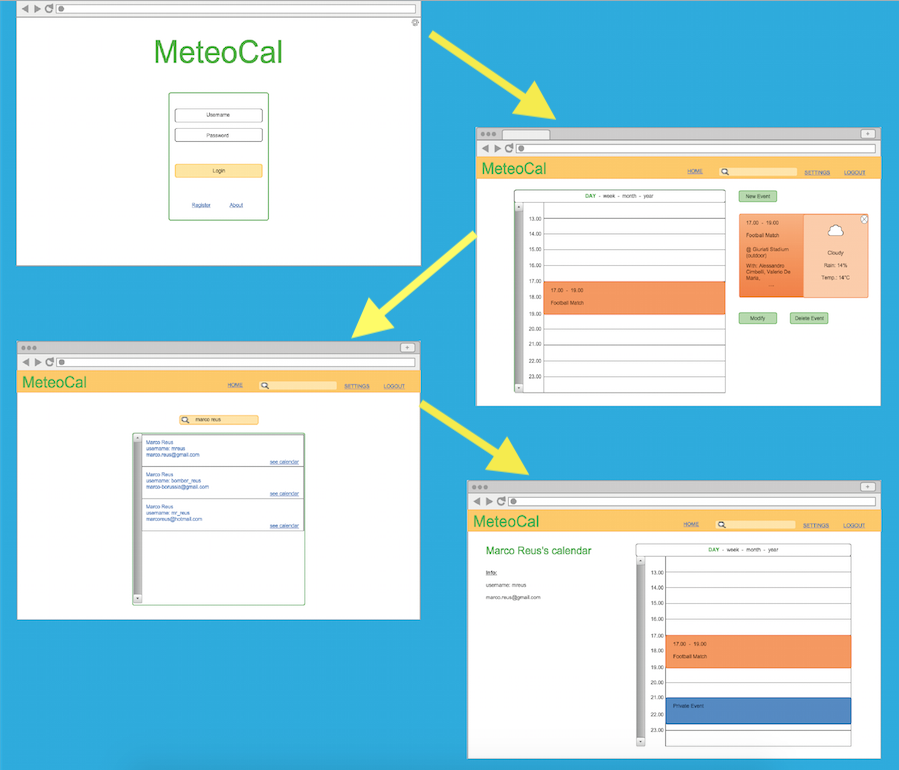 MeteoCal
Username
Password
Login
Register About
MeteoCal HOME SETTINGS LOGOUT
DAY - week - month - year
13.00
14.00
15.00
16.00
17.00
18.00
19.00
20.00
21.00
22.00
23.00
17.00 - 19.00
Football Match
New Event
17.00 - 19.00
Football Match
@ Giuriati Stadium
(outdoor)
With: Alessandro
Cimbelli, Valerie De
Maria,
...
Cloudy
Rain: 14%
Temp.: 14°C
Modify Delete Event
MeteoCal HOME SETTINGS LOGOUT
marco reus
Marco Reus
username: mreus
marco.reus@gmail.com
see calendar
Marco Reus
username: bomber_reus
marco-borussia@gmail.com
see calendar
Marco Reus
username: mr_reus
marcoreus@hotmail.com
see calendar
MeteoCal HOME SETTINGS LOGOUT
Marco Reus's calendar
Info:
username: mreus
marco.reus@gmail.com
DAY - week - month - year
13.00
14.00
15.00
16.00
17.00
18.00
19.00
20.00
21.00
22.00
23.00
17.00 - 19.00
Football Match
Private Event